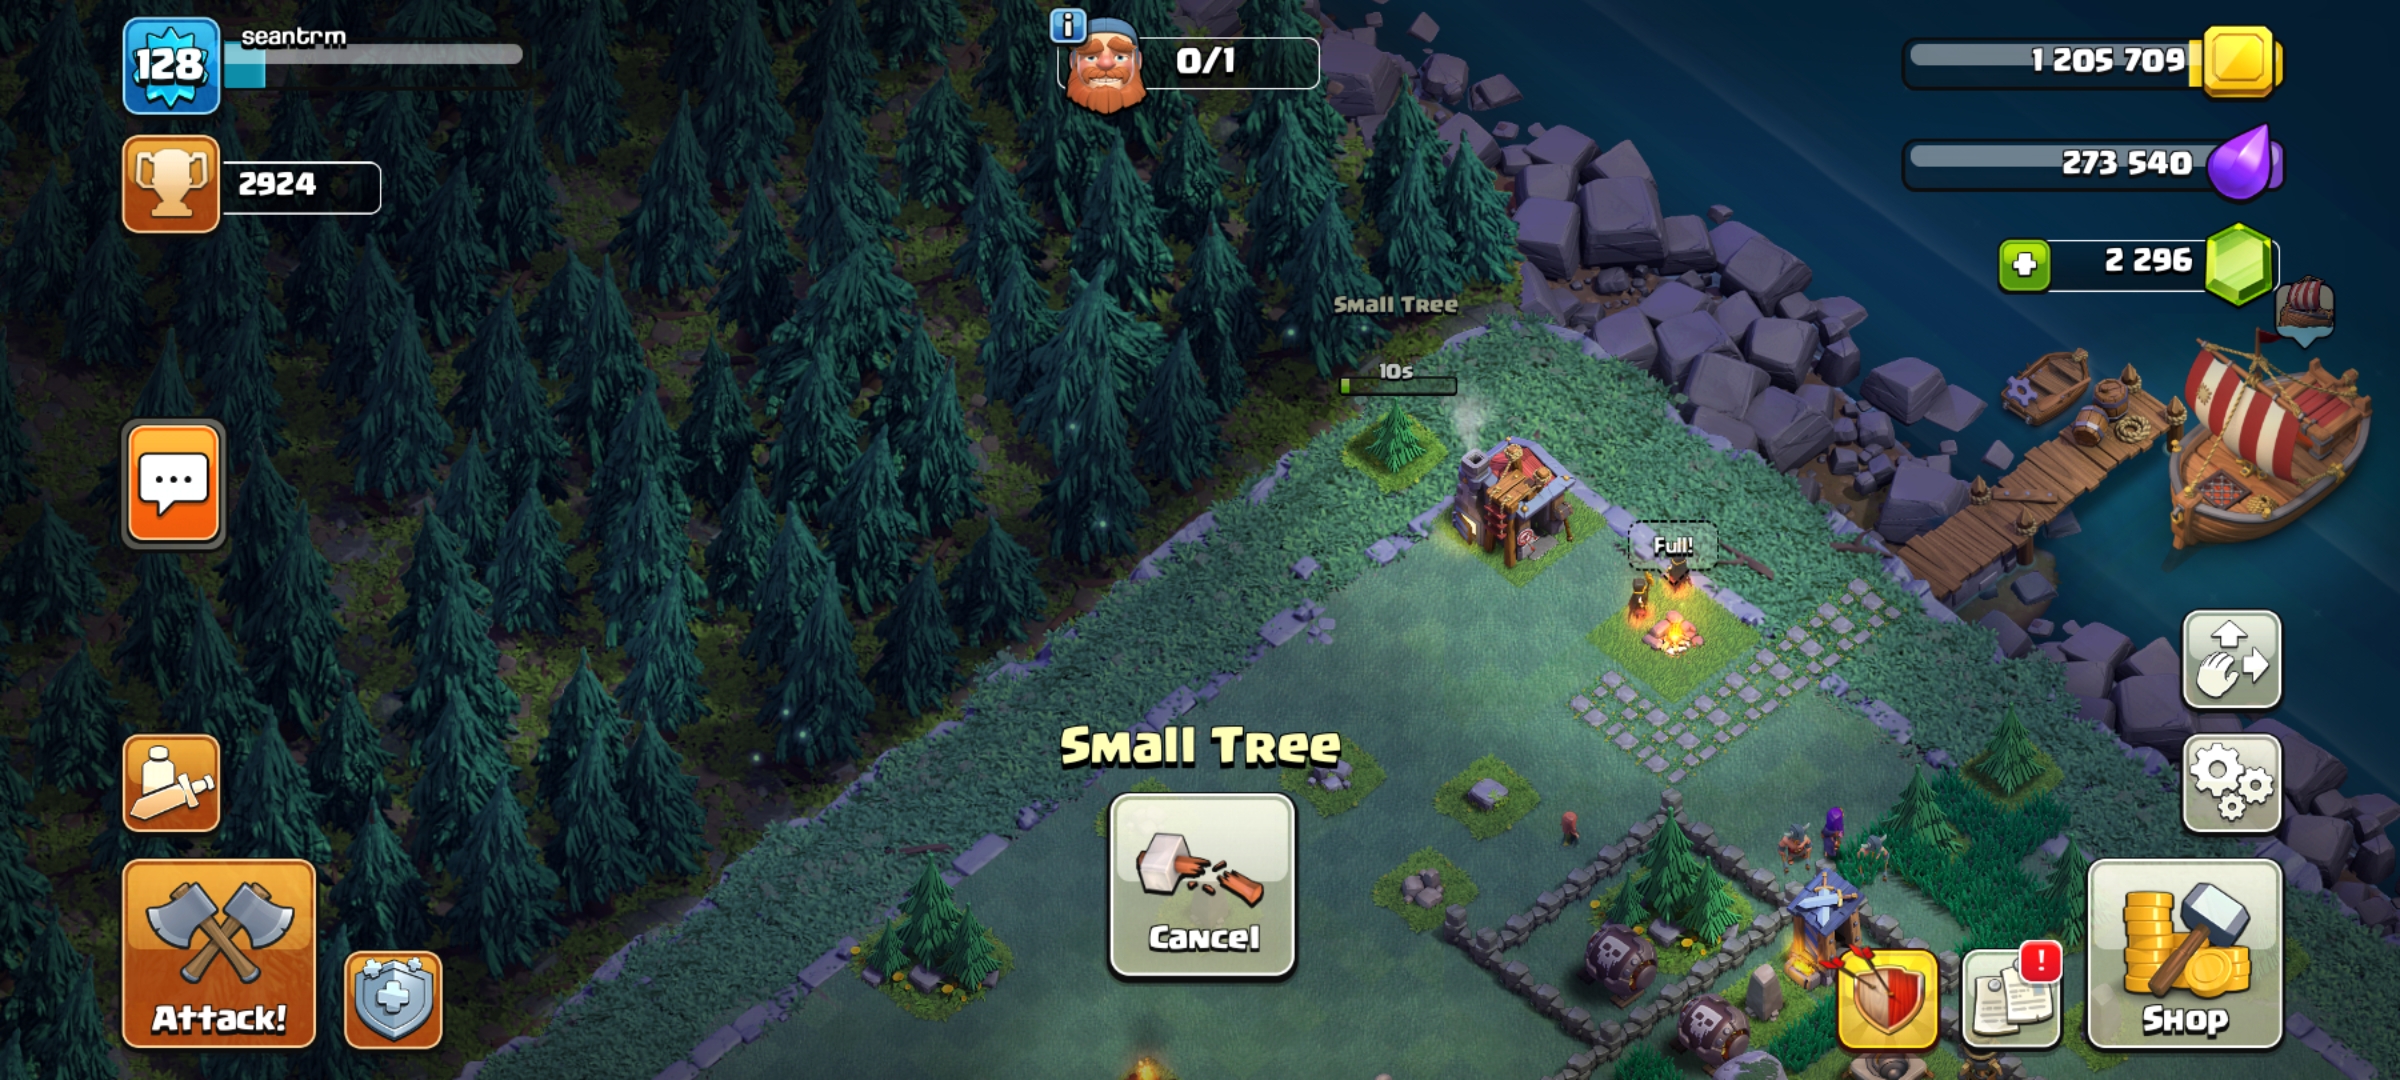 128
seantrm
i
0/1
1 205 709
2924
273 540
2 296
Small Tree
10s
Full!
Small Tree
Cancel
Attack!
!
Shop